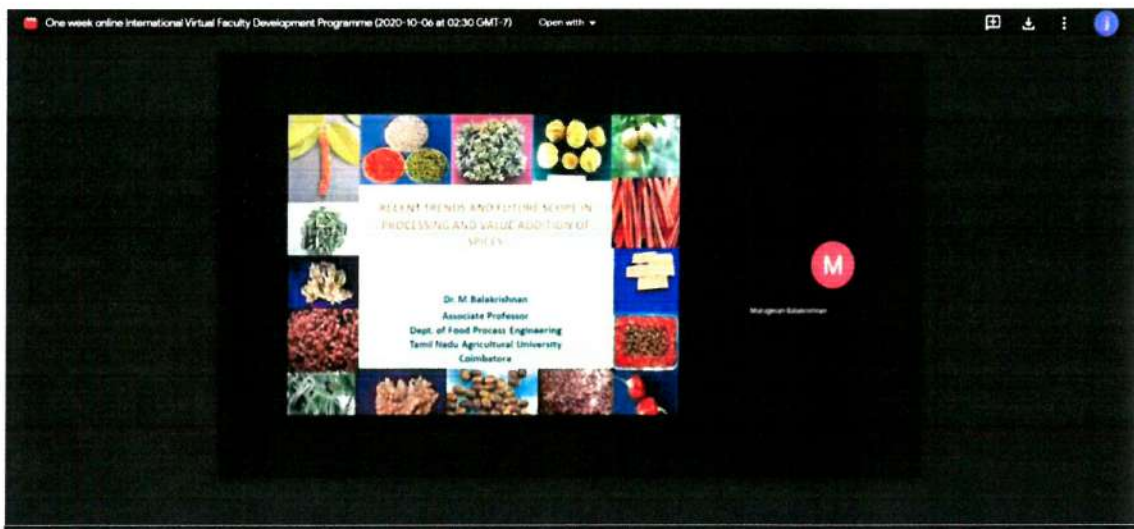 One week online International Virtual Faculty Development Programme (2020-10-06 at 02:30 GMT-7) Open with
RECENT TRENDS AND FUTURE SCOPE IN
PROCESSING AND VALUE ADDITION OF
SPICES
Dr. M Balakrishnan
Associate Professor
Dept. of Food Process Engineering
Tamil Nadu Agricultural University
Coimbatore
M
Murugesan Balakrishnan